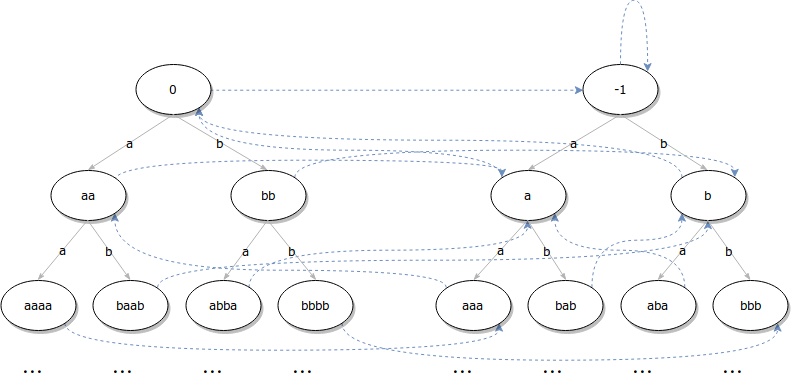 0 -1
a b a b
aa bb a b
a b a b a b a b
aaaa baab abba bbbb aaa bab aba bbb
... ... ... ... ... ... ... ...